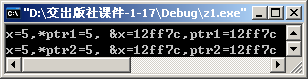 "D:\交出版社课件-1-17\Debug\z1.exe"
x=5,*ptr1=5, &x=12ff7c,ptr1=12ff7c
x=5,*ptr2=5, &x=12ff7c,ptr2=12ff7c